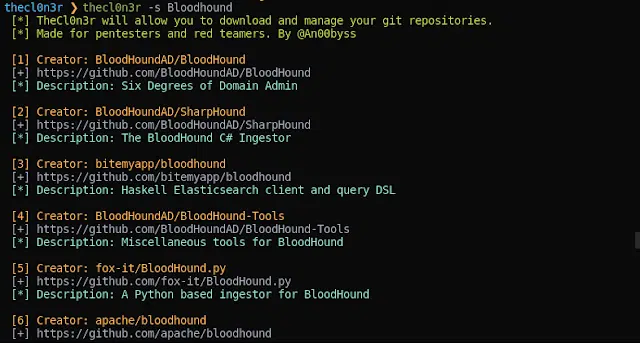 thecl0n3r ❯ thecl0n3r -s Bloodhound
[*] TheCl0n3r will allow you to download and manage your git repositories.
[*] Made for pentesters and red teamers. By @An00byss
[1] Creator: BloodHoundAD/BloodHound
[+] https://github.com/BloodHoundAD/BloodHound
[*] Description: Six Degrees of Domain Admin
[2] Creator: BloodHoundAD/SharpHound
[+] https://github.com/BloodHoundAD/SharpHound
[*] Description: The BloodHound C# Ingestor
[3] Creator: bitemyapp/bloodhound
[+] https://github.com/bitemyapp/bloodhound
[*] Description: Haskell Elasticsearch client and query DSL
[4] Creator: BloodHoundAD/BloodHound-Tools
[+] https://github.com/BloodHoundAD/BloodHound-Tools
[*] Description: Miscellaneous tools for BloodHound
[5] Creator: fox-it/BloodHound.py
[+] https://github.com/fox-it/BloodHound.py
[*] Description: A Python based ingestor for BloodHound
[6] Creator: apache/bloodhound
[+] https://github.com/apache/bloodhound